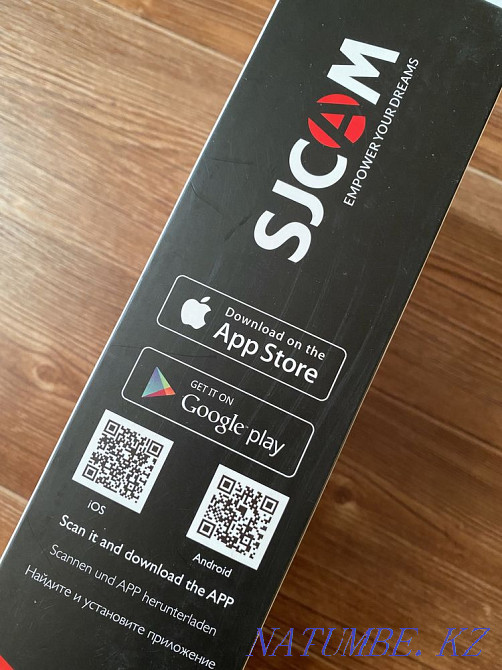 SJCAM
EMPOWER YOUR DREAMS
Download on the
App Store
GET IT ON
Google play
iOS
Android
Scan it and download the APP
Scannen und APP herunterladen
Найдите и установите приложение
NATUMBE. KZ